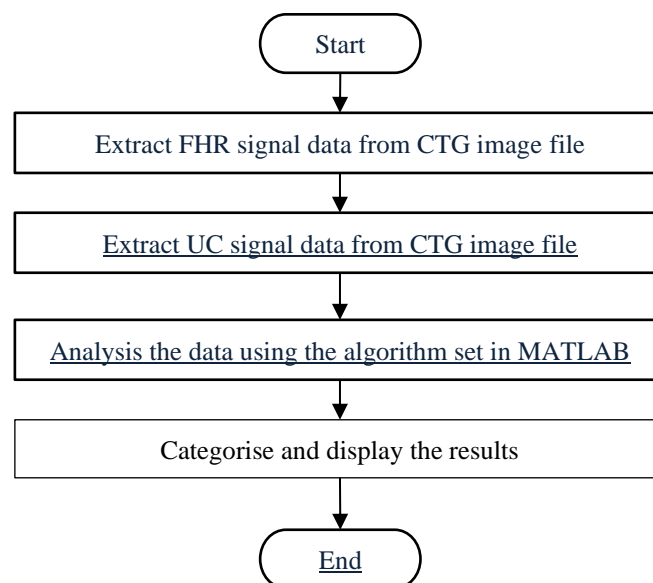 Start
Extract FHR signal data from CTG image file
Extract UC signal data from CTG image file
Analysis the data using the algorithm set in MATLAB
Categorise and display the results
End